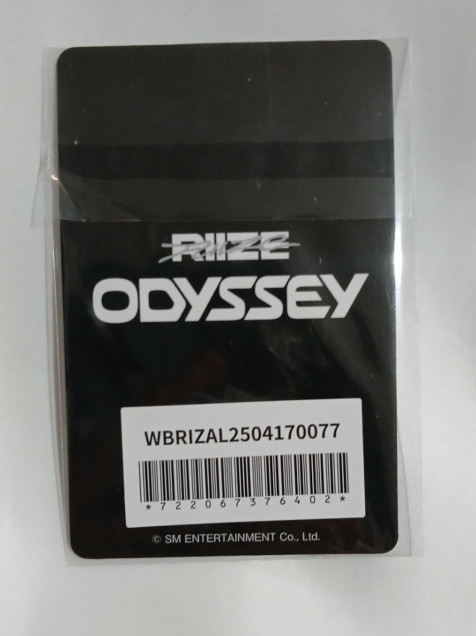 RIIZE
ODYSSEY
WBRIZAL2504170077
*722067376402*
© SM ENTERTAINMENT Co., Ltd.